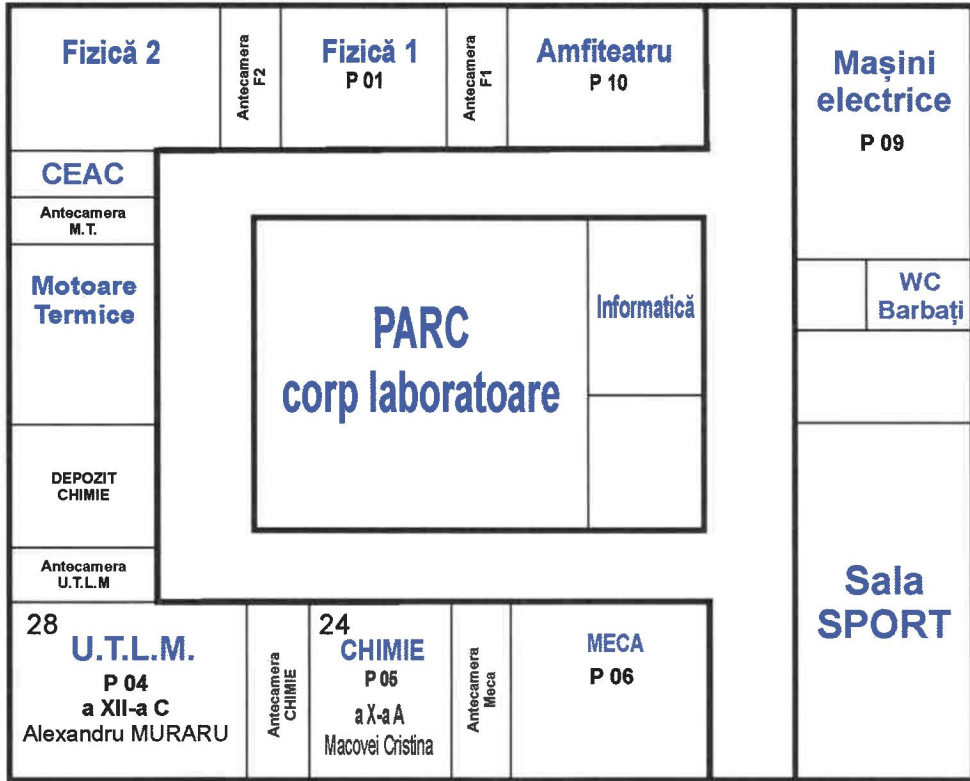 Fizică 2
Antecamera
F2
Fizică 1
P 01
Antecamera
F1
Amfiteatru
P 10
Mașini
electrice
P 09
CEAC
Antecamera
M.T.
Motoare
Termice
PARC
corp laboratoare
Informatică
WC
Barbați
DEPOZIT
CHIMIE
Antecamera
U.T.L.M
Sala
SPORT
28
U.T.L.M.
P 04
a XII-a C
Alexandru MURARU
Antecamera
CHIMIE
24
CHIMIE
P 05
a X-a A
Macovei Cristina
Antecamera
Meca
MECA
P 06